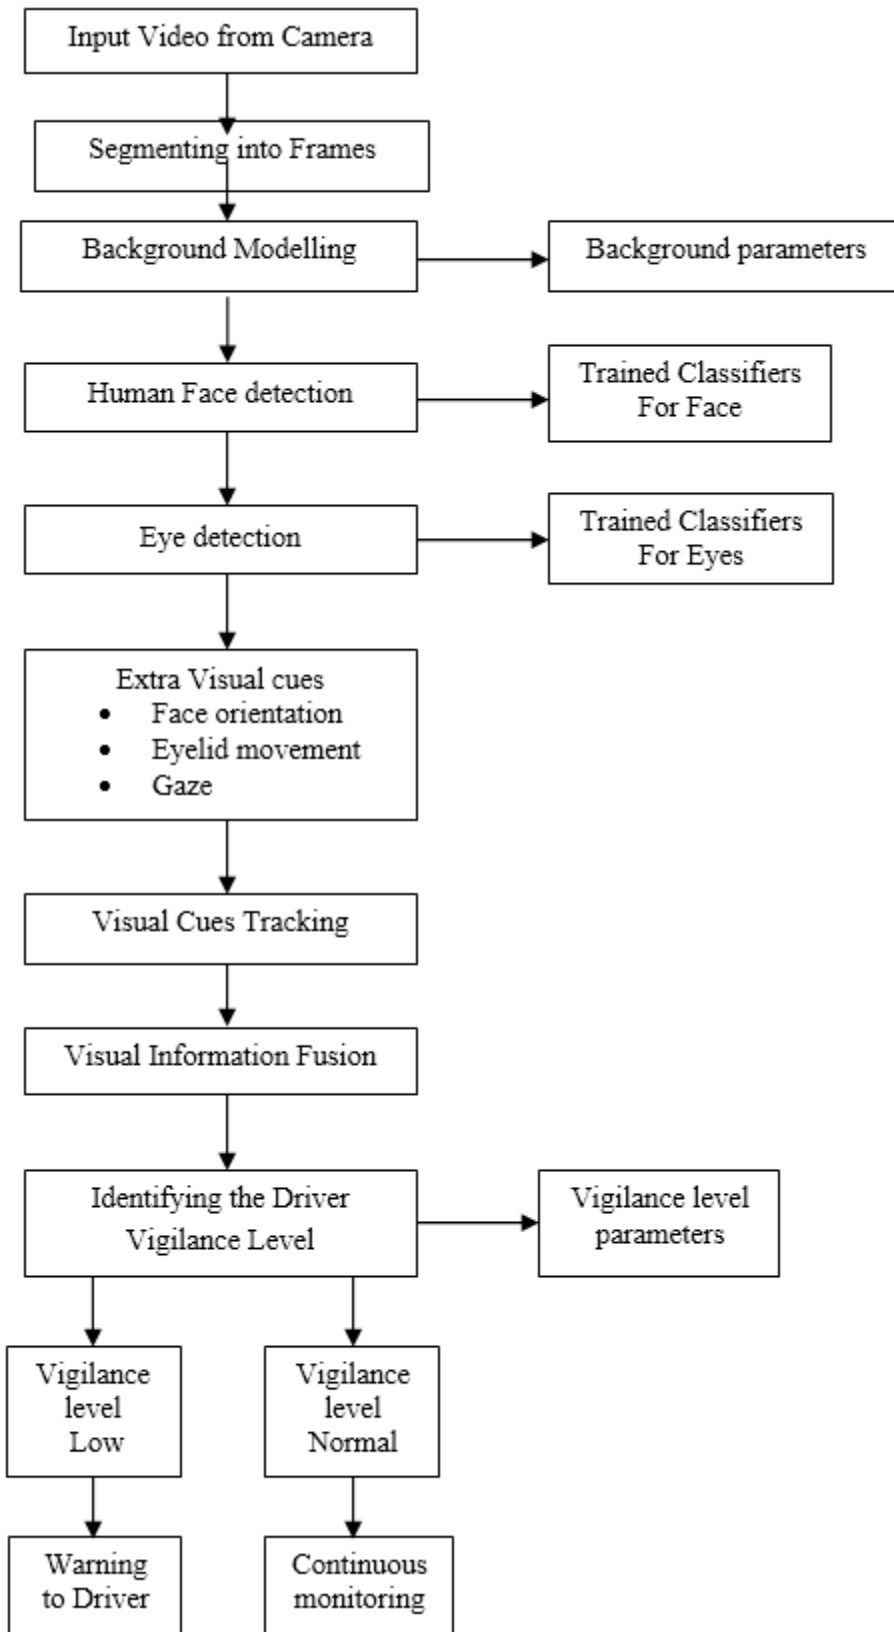 Input Video from Camera
Segmenting into Frames
Background Modelling
Background parameters
Human Face detection
Trained Classifiers
For Face
Eye detection
Trained Classifiers
For Eyes
Extra Visual cues
• Face orientation
• Eyelid movement
• Gaze
Visual Cues Tracking
Visual Information Fusion
Identifying the Driver
Vigilance Level
Vigilance level
parameters
Vigilance
level
Low
Vigilance
level
Normal
Warning
to Driver
Continuous
monitoring